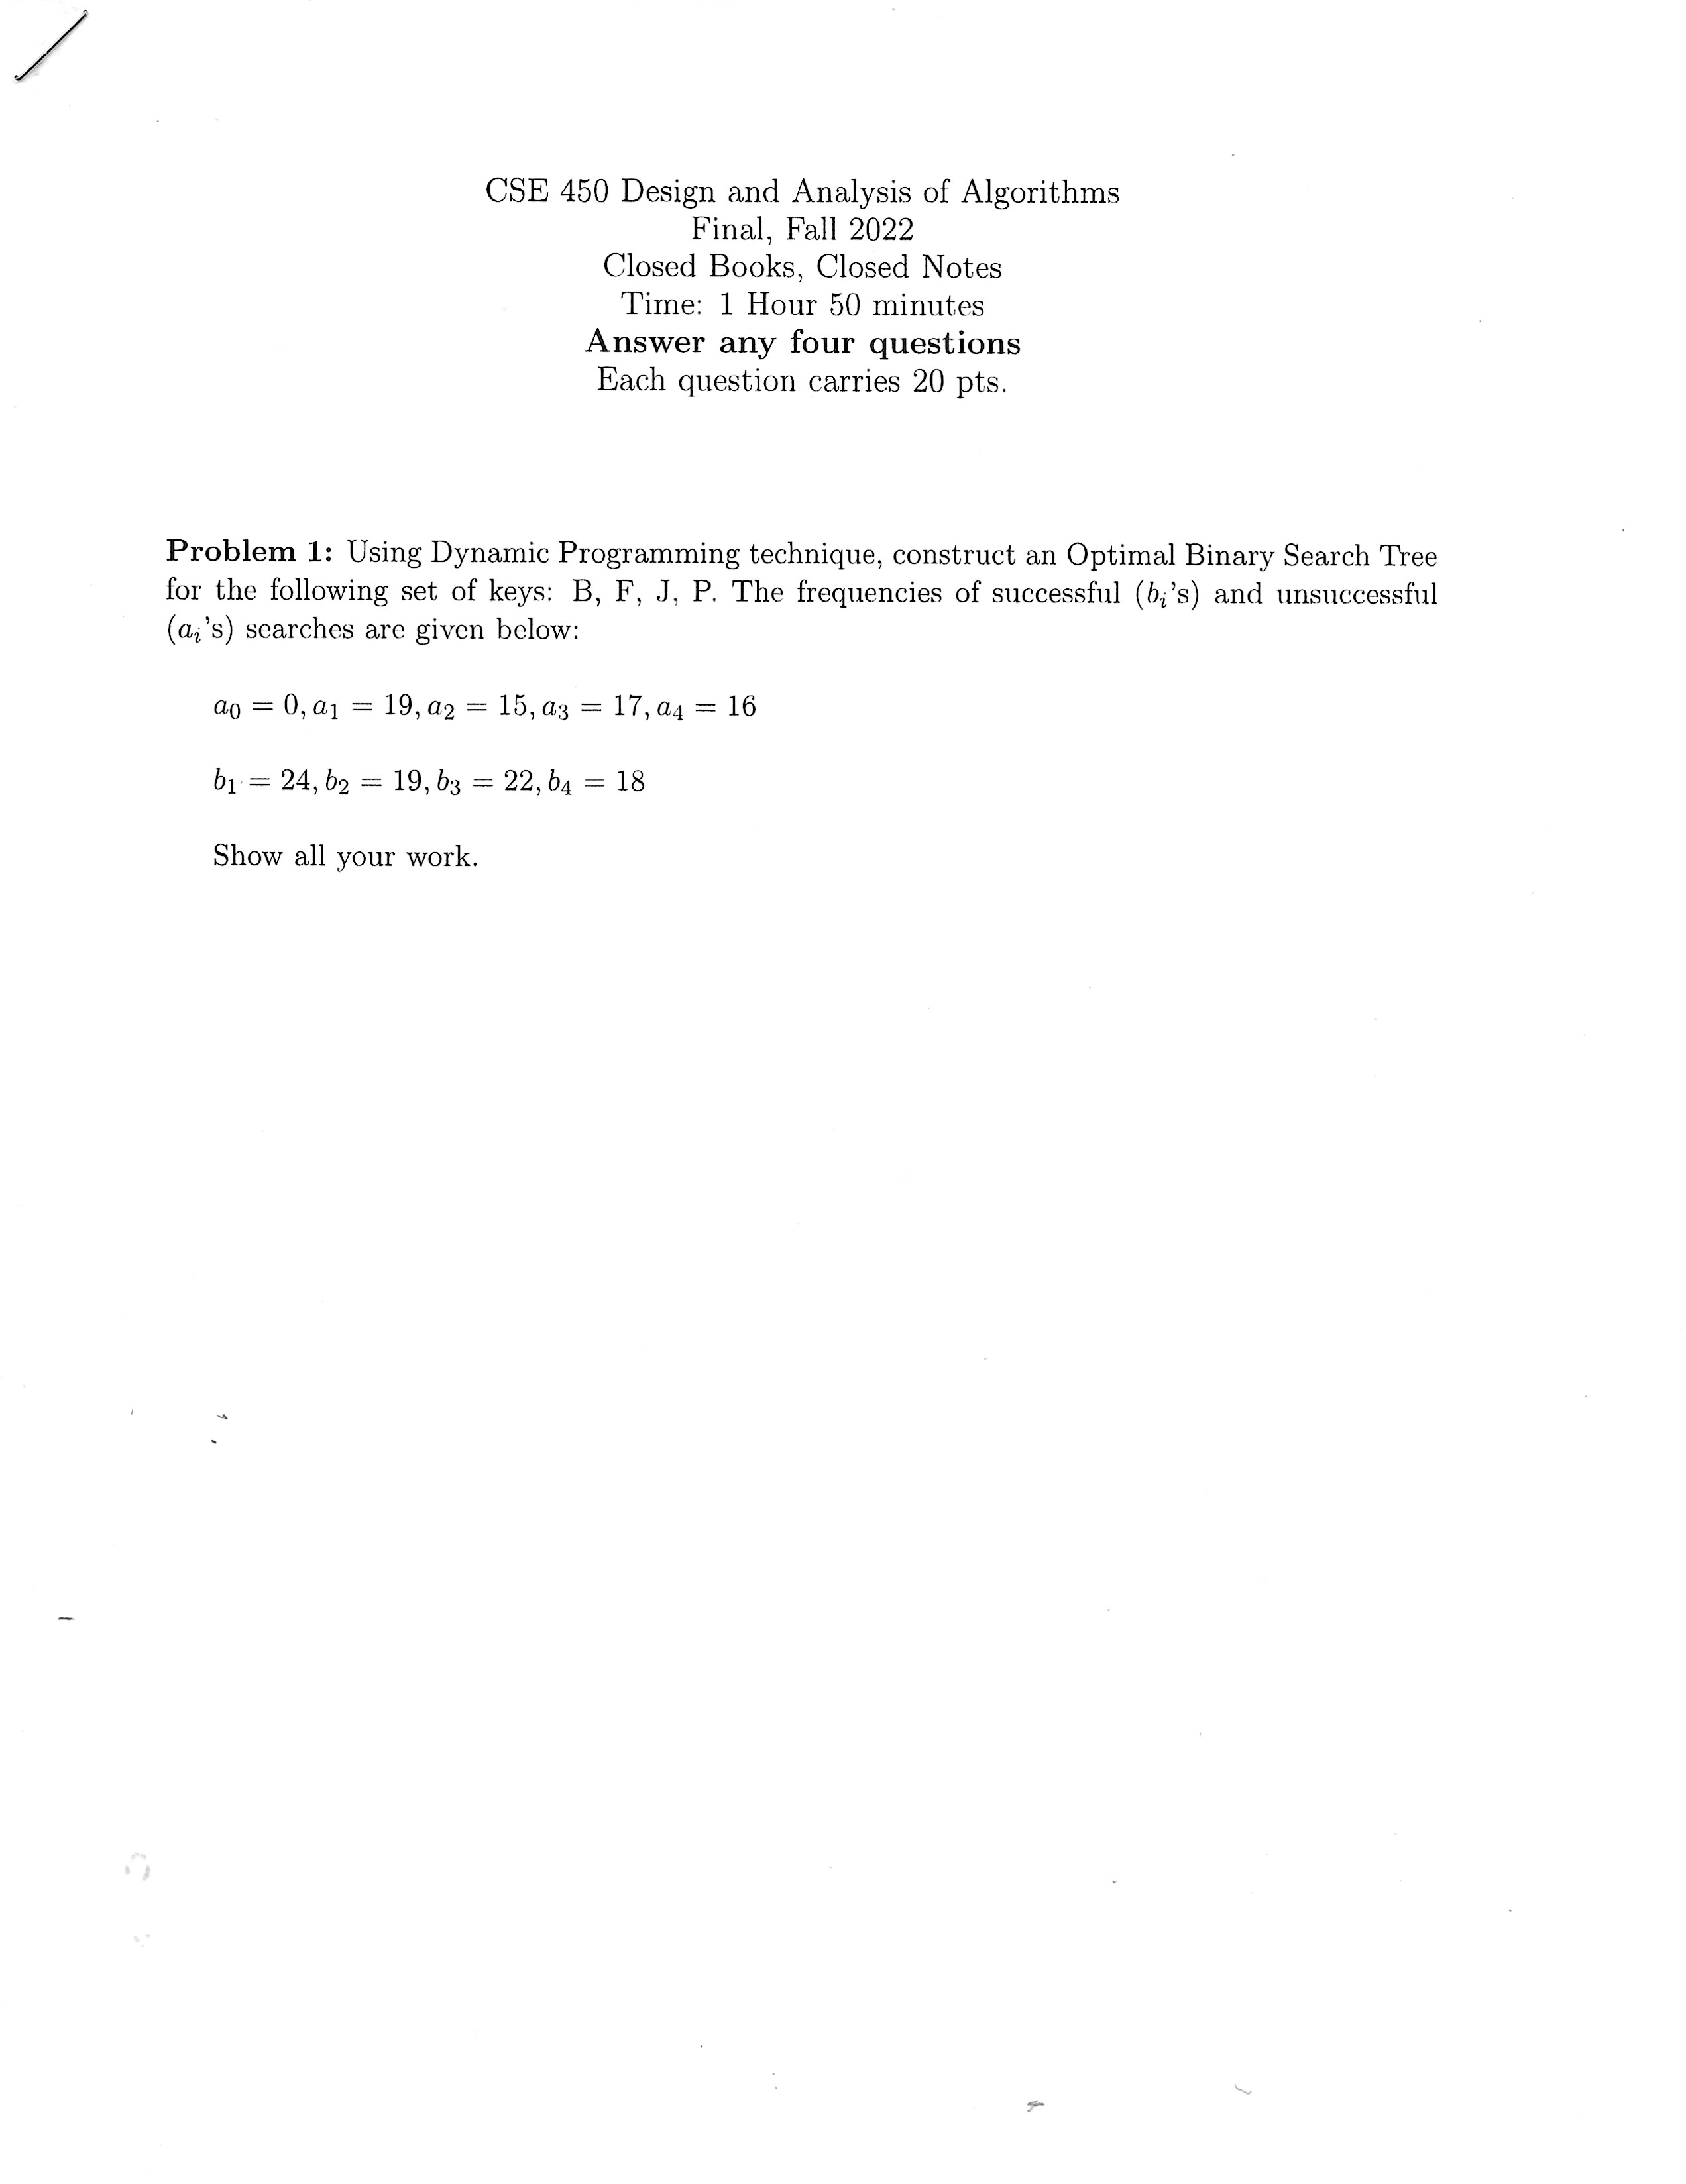 CSE 450 Design and Analysis of Algorithms
Final, Fall 2022
Closed Books, Closed Notes
Time: 1 Hour 50 minutes
Answer any four questions
Each question carries 20 pts.
Problem 1: Using Dynamic Programming technique, construct an Optimal Binary Search Tree
for the following set of keys: B, F, J, P. The frequencies of successful (b_i's) and unsuccessful
(a_i's) searches are given below:
a_0 = 0, a_1 = 19, a_2 = 15, a_3 = 17, a_4 = 16
b_1 = 24, b_2 = 19, b_3 = 22, b_4 = 18
Show all your work.